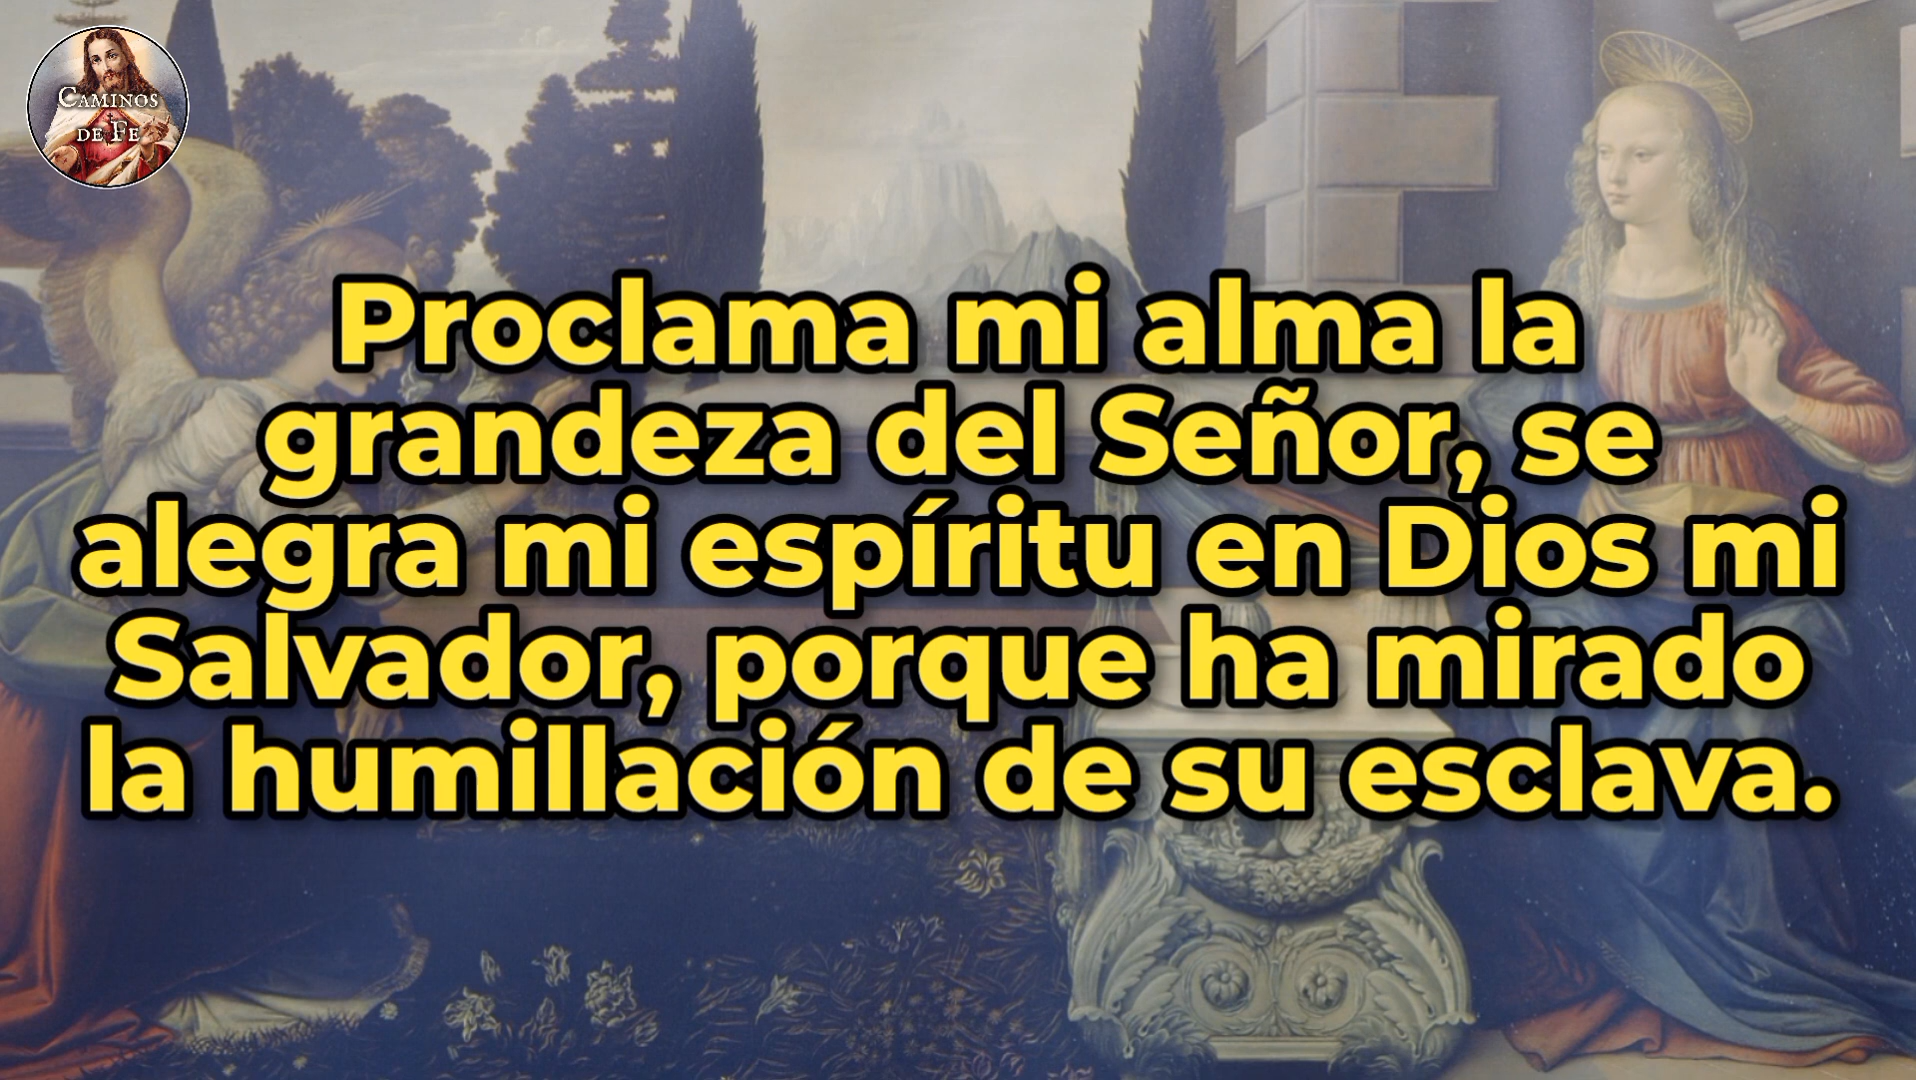 CAMINOS
DE FE
Proclama mi alma la
grandeza del Señor, se
alegra mi espíritu en Dios mi
Salvador, porque ha mirado
la humillación de su esclava.